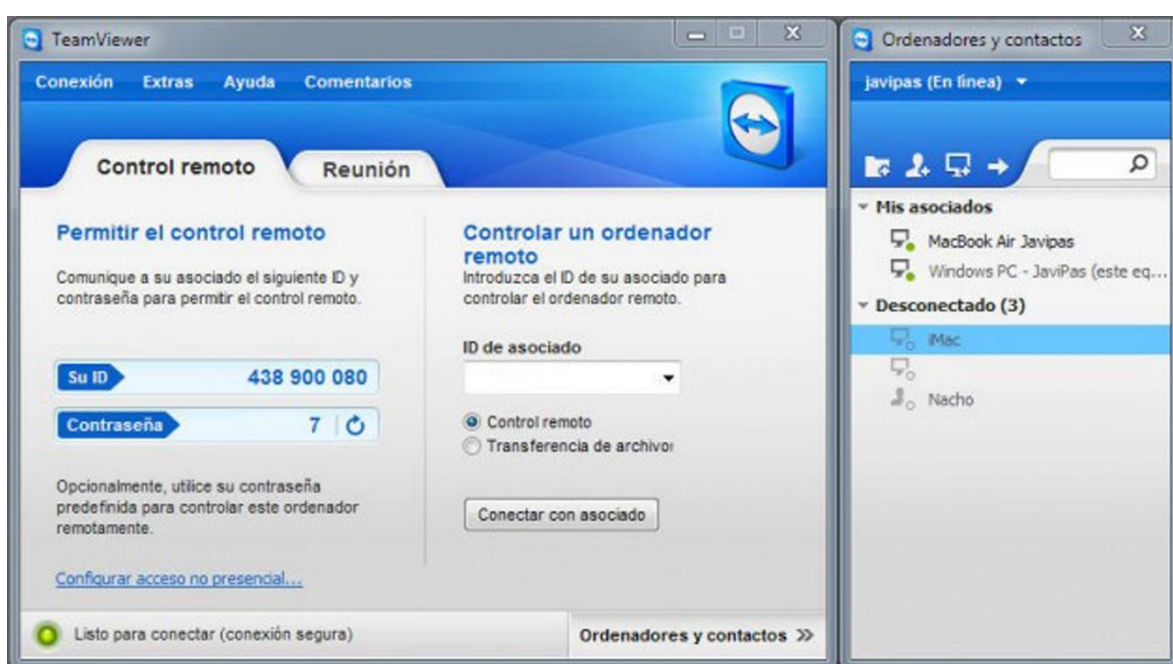 TeamViewer
Conexión Extras Ayuda Comentarios
Control remoto Reunión
Permitir el control remoto
Comunique a su asociado el siguiente ID y
contraseña para permitir el control remoto.
Su ID 438 900 080
Contraseña 7
Opcionalmente, utilice su contraseña
predefinida para controlar este ordenador
remotamente.
Configurar acceso no presencial...
Controlar un ordenador
remoto
Introduzca el ID de su asociado para
controlar el ordenador remoto.
ID de asociado
Control remoto
Transferencia de archivo
Conectar con asociado
Listo para conectar (conexión segura)
Ordenadores y contactos
Ordenadores y contactos
javipas (En línea)
Mis asociados
MacBook Air Javipas
Windows PC - JaviPas (este eq...
Desconectado (3)
iMac
Nacho